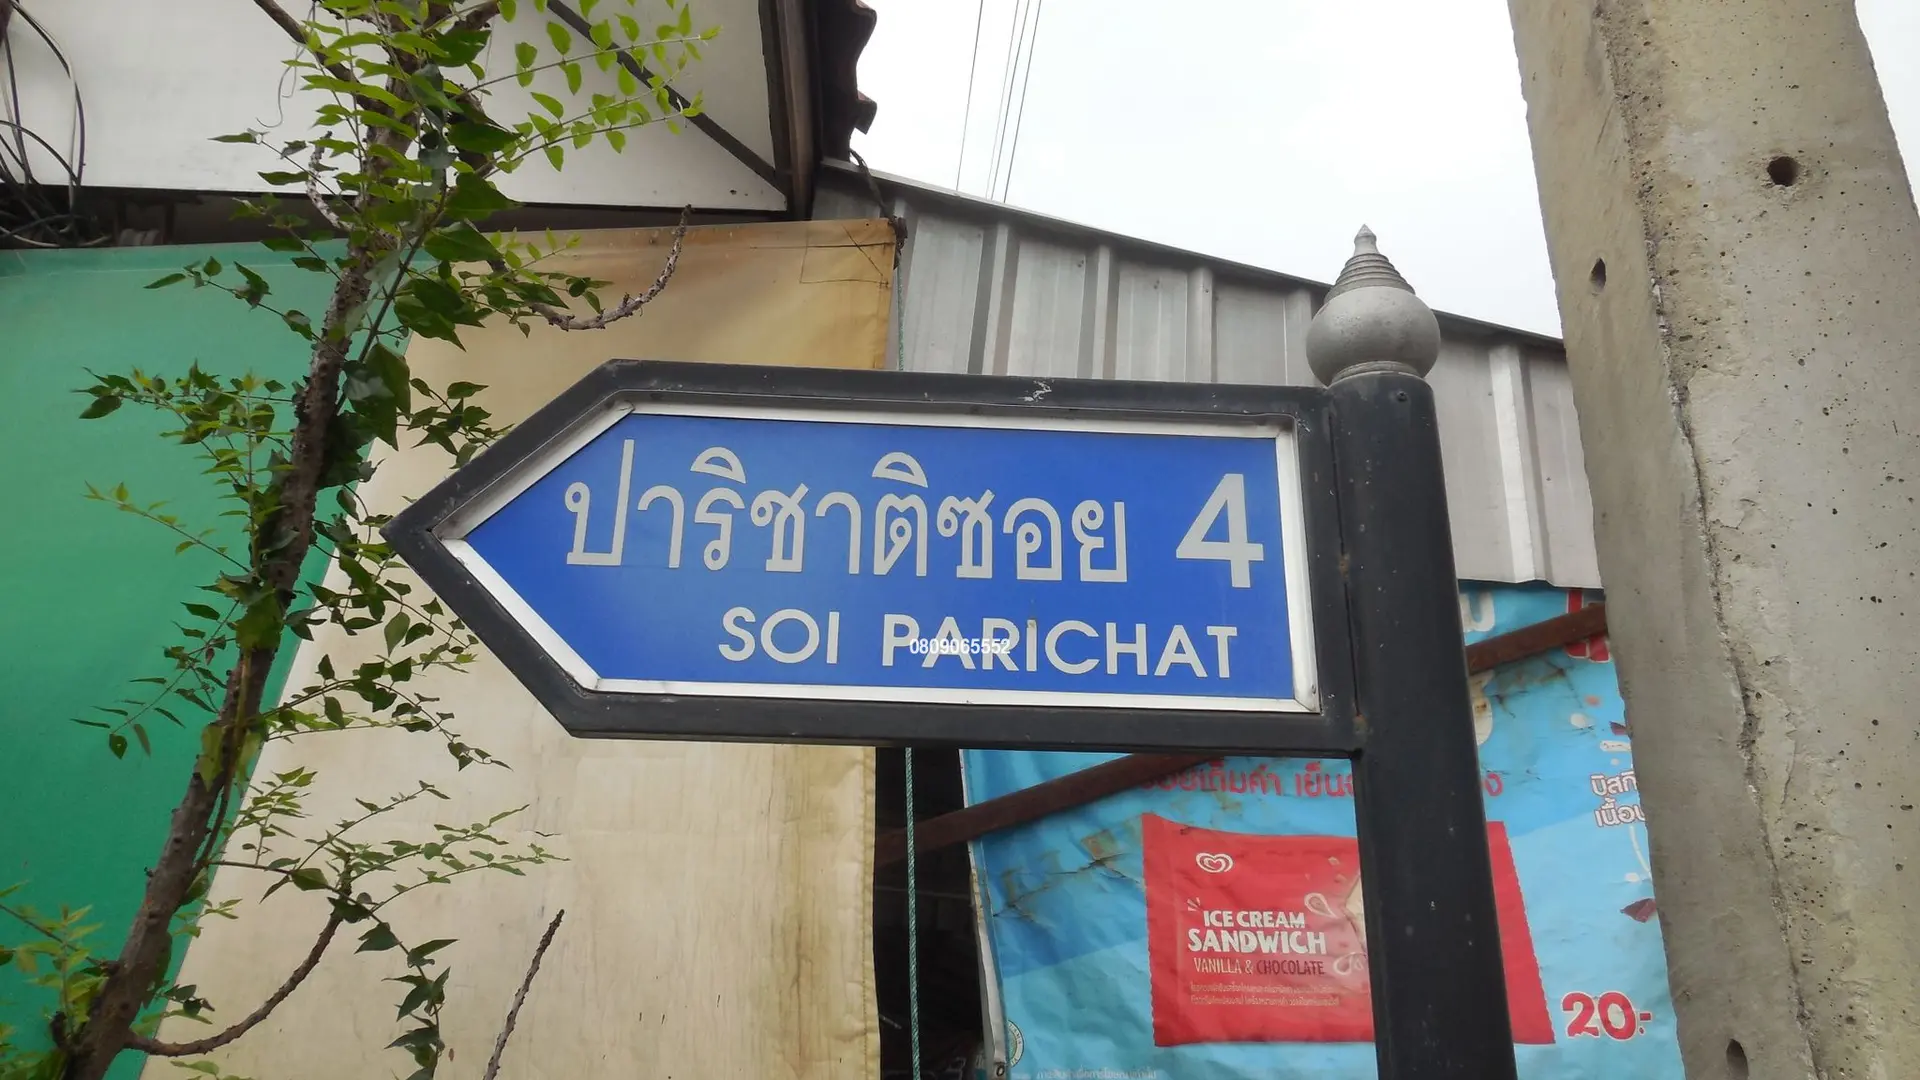 ปาริชาติซอย 4
SOI PARICHAT
0809065552
ICE CREAM
SANDWICH
VANILLA & CHOCOLATE
20.-